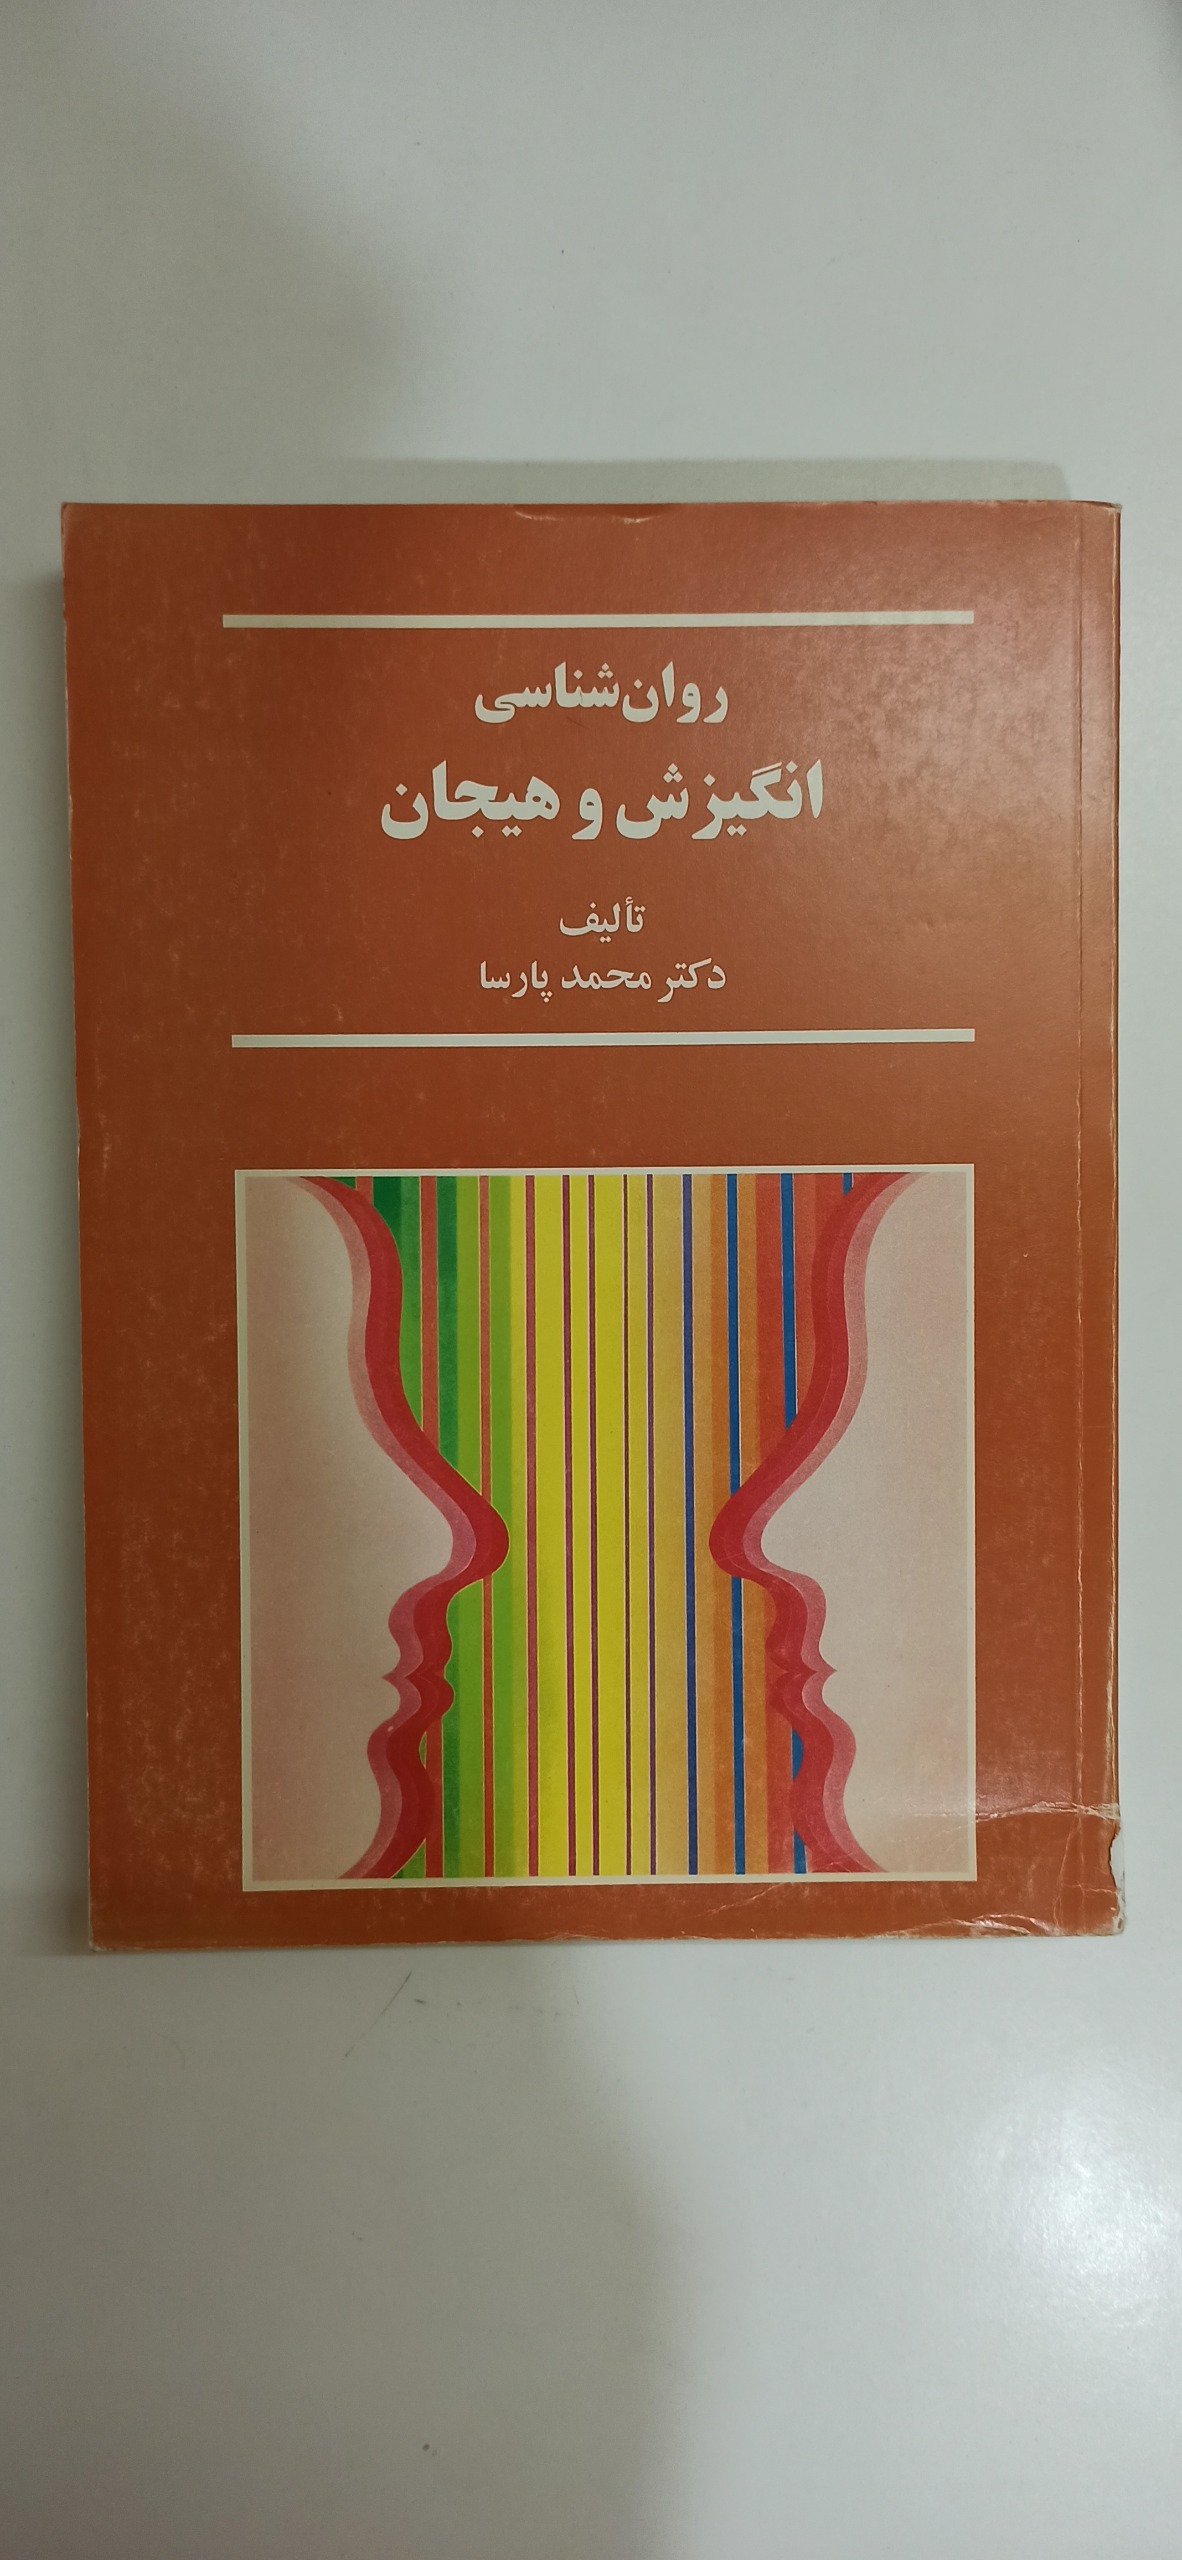 روان‌شناسی
انگیزش و هیجان
تألیف
دکتر محمد پارسا